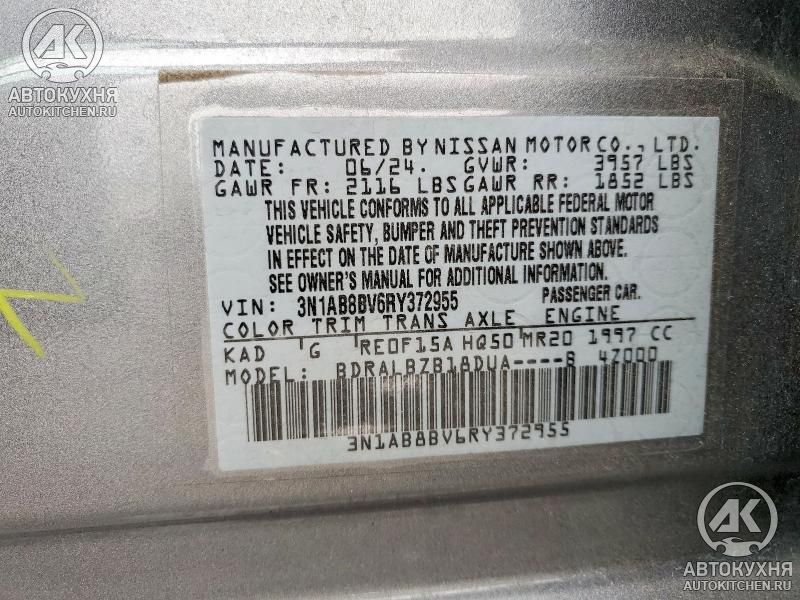 АК
АВТОКУХНЯ
AUTOKITCHEN.RU
MANUFACTURED BY NISSAN MOTOR CO., LTD.
DATE: 06/24. GVWR: 3957 LBS
GAWR FR: 2116 LBS GAWR RR: 1852 LBS
THIS VEHICLE CONFORMS TO ALL APPLICABLE FEDERAL MOTOR
VEHICLE SAFETY, BUMPER AND THEFT PREVENTION STANDARDS
IN EFFECT ON THE DATE OF MANUFACTURE SHOWN ABOVE.
SEE OWNER'S MANUAL FOR ADDITIONAL INFORMATION.
VIN: 3N1AB8BV6RY372955 PASSENGER CAR.
COLOR TRIM TRANS AXLE ENGINE
KAD G RE0F15A HQ50 MR20 1997 CC
MODEL: BDRALBZB18DUA----B 4Z000
3N1AB8BV6RY372955
АК
АВТОКУХНЯ
AUTOKITCHEN.RU